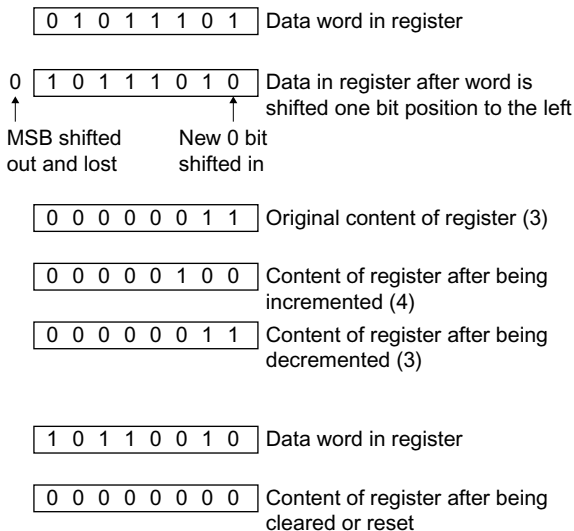 0 1 0 1 1 1 0 1 Data word in register
0 1 0 1 1 1 0 1 0 Data in register after word is
shifted one bit position to the left
MSB shifted
out and lost
New 0 bit
shifted in
0 0 0 0 0 0 1 1 Original content of register (3)
0 0 0 0 0 1 0 0 Content of register after being
incremented (4)
0 0 0 0 0 0 1 1 Content of register after being
decremented (3)
1 0 1 1 0 0 1 0 Data word in register
0 0 0 0 0 0 0 0 Content of register after being
cleared or reset